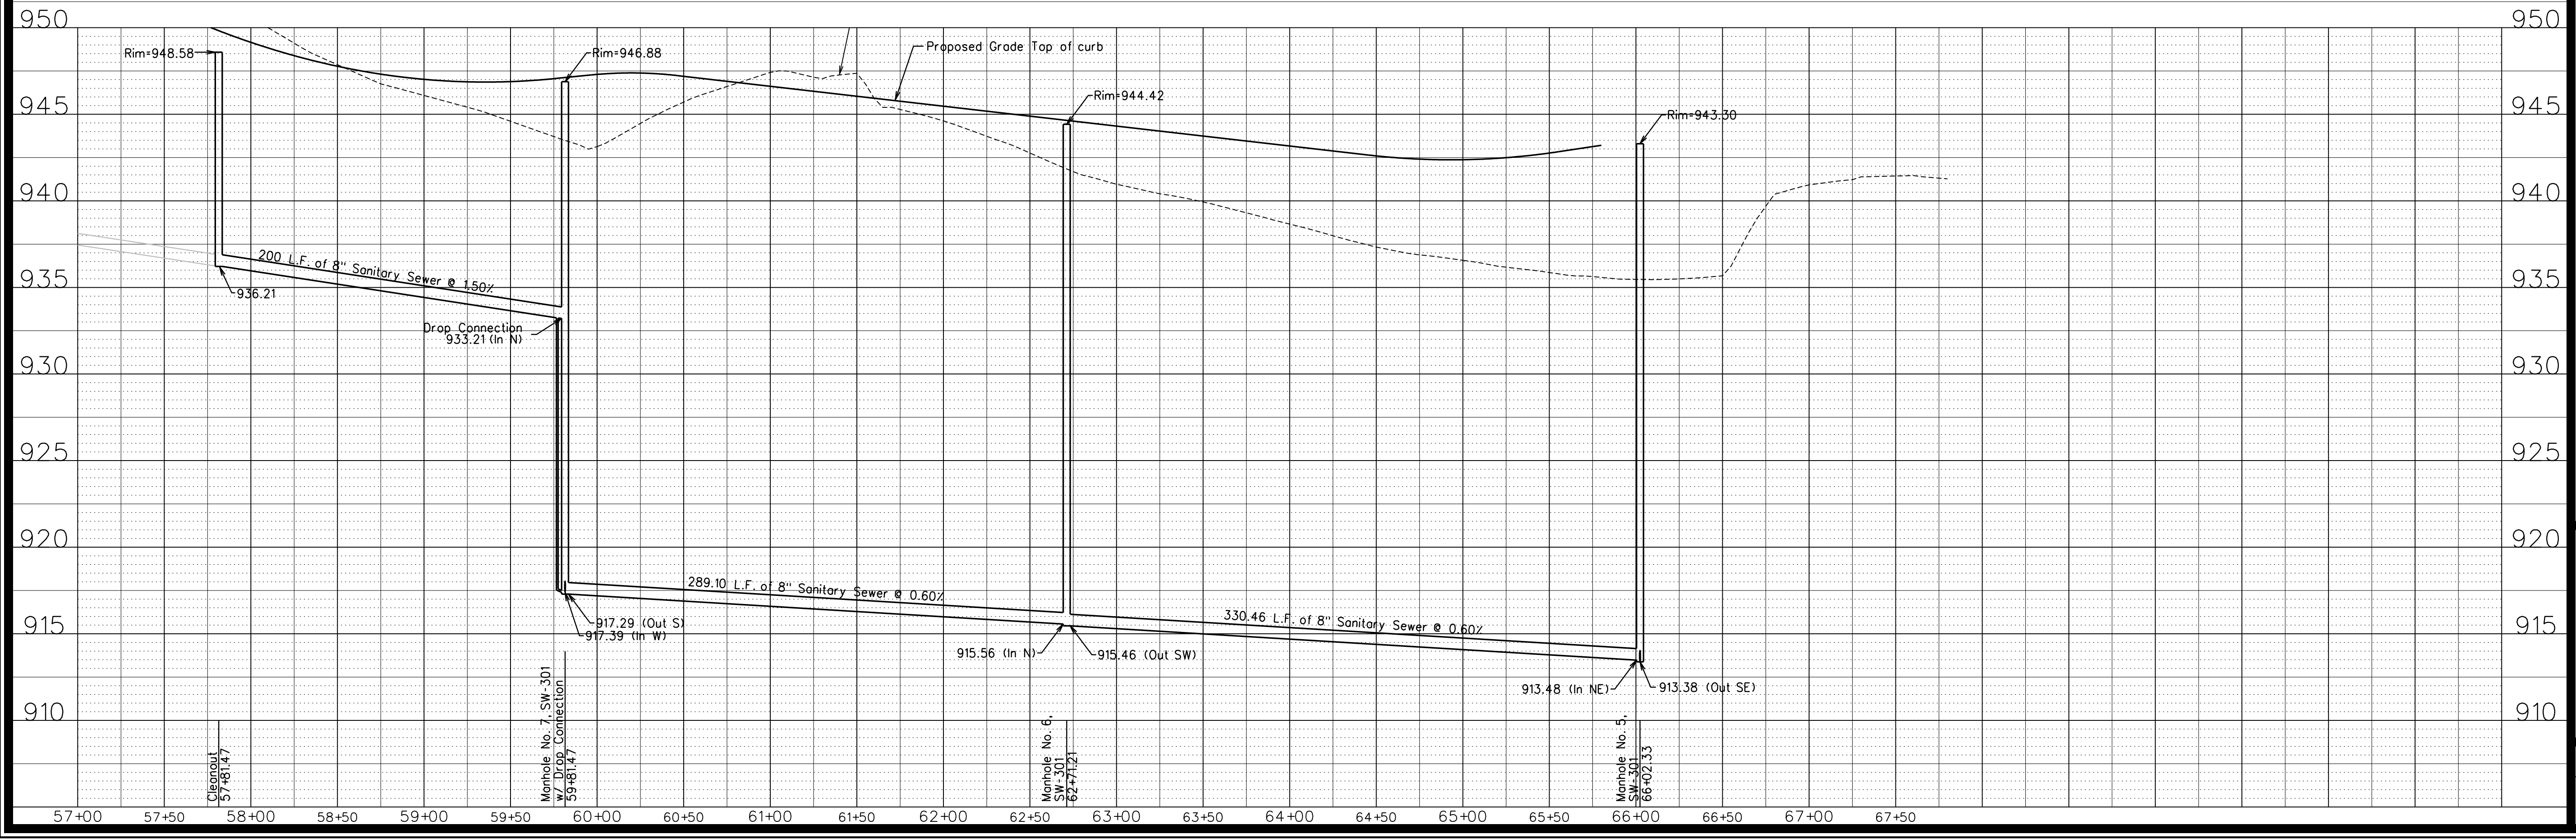 950
950
Rim=948.58
Rim=946.88
Proposed Grade Top of curb
945
945
Rim=944.42
Rim=943.30
940
940
200 L.F. of 8" Sanitary Sewer @ 1.50%
935
935
936.21
Drop Connection
933.21 (In N)
930
930
925
925
920
920
289.10 L.F. of 8" Sanitary Sewer @ 0.60%
917.29 (Out S)
917.39 (In W)
915
915
330.46 L.F. of 8" Sanitary Sewer @ 0.60%
915.56 (In N)
915.46 (Out SW)
913.48 (In NE)
913.38 (Out SE)
910
910
Cleanout
57+81.47
Manhole No. 7, SW-301
w/ Drop Connection
59+81.47
Manhole No. 6,
SW-301
62+71.21
Manhole No. 5,
SW-301
66+02.33
57+00 57+50 58+00 58+50 59+00 59+50 60+00 60+50 61+00 61+50 62+00 62+50 63+00 63+50 64+00 64+50 65+00 65+50 66+00 66+50 67+00 67+50